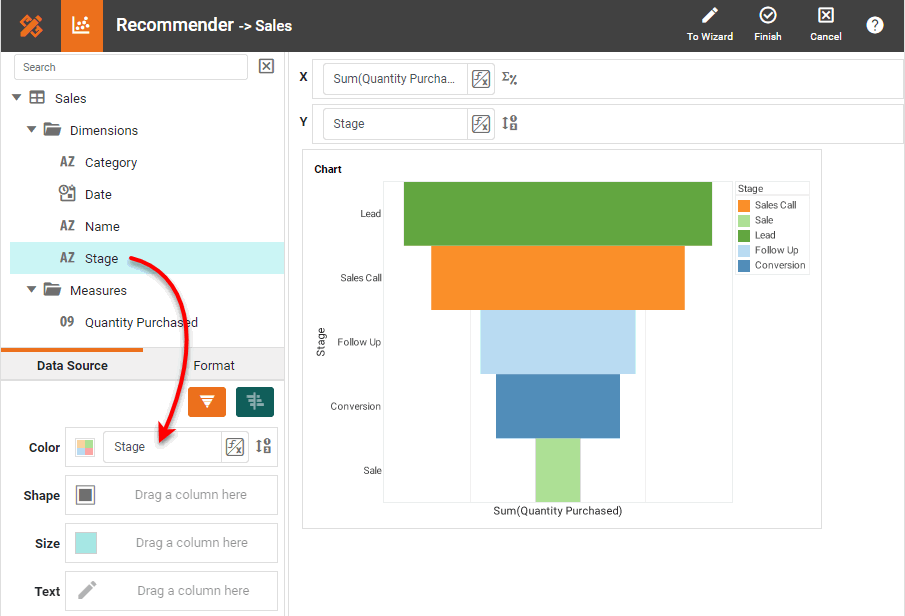 Recommender -> Sales
To Wizard
Finish
Cancel
?
Search
Sales
Dimensions
AZ Category
Date
AZ Name
AZ Stage
Measures
09 Quantity Purchased
Data Source
Format
Color
Stage
Shape
Drag a column here
Size
Drag a column here
Text
Drag a column here
X
Sum(Quantity Purcha...
Y
Stage
Chart
Stage
Lead
Sales Call
Follow Up
Conversion
Sale
Sum(Quantity Purchased)
Stage
Sales Call
Sale
Lead
Follow Up
Conversion